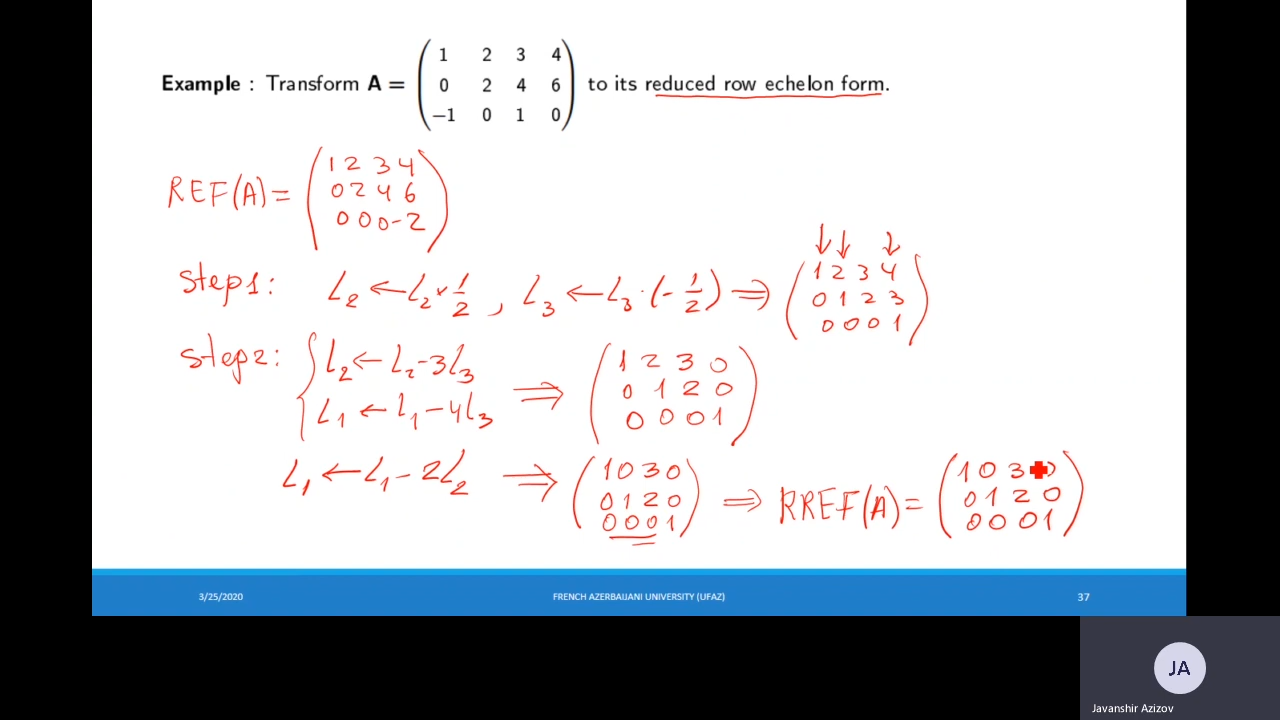 Example : Transform A = ( 1 2 3 4 ; 0 2 4 6 ; −1 0 1 0 ) to its reduced row echelon form.
REF(A) = ( 1 2 3 4 ; 0 2 4 6 ; 0 0 0 -2 )
Step1: L₂ ← L₂ × 1/2 , L₃ ← L₃ · (- 1/2) ⇒ ( 1 2 3 4 ; 0 1 2 3 ; 0 0 0 1 )
Step2: { L₂ ← L₂ - 3L₃ ; L₁ ← L₁ - 4L₃ ⇒ ( 1 2 3 0 ; 0 1 2 0 ; 0 0 0 1 )
L₁ ← L₁ - 2L₂ ⇒ ( 1 0 3 0 ; 0 1 2 0 ; 0 0 0 1 ) ⇒ RREF(A) = ( 1 0 3 0 ; 0 1 2 0 ; 0 0 0 1 )
3/25/2020 FRENCH AZERBAIJANI UNIVERSITY (UFAZ) 37
JA
Javanshir Azizov